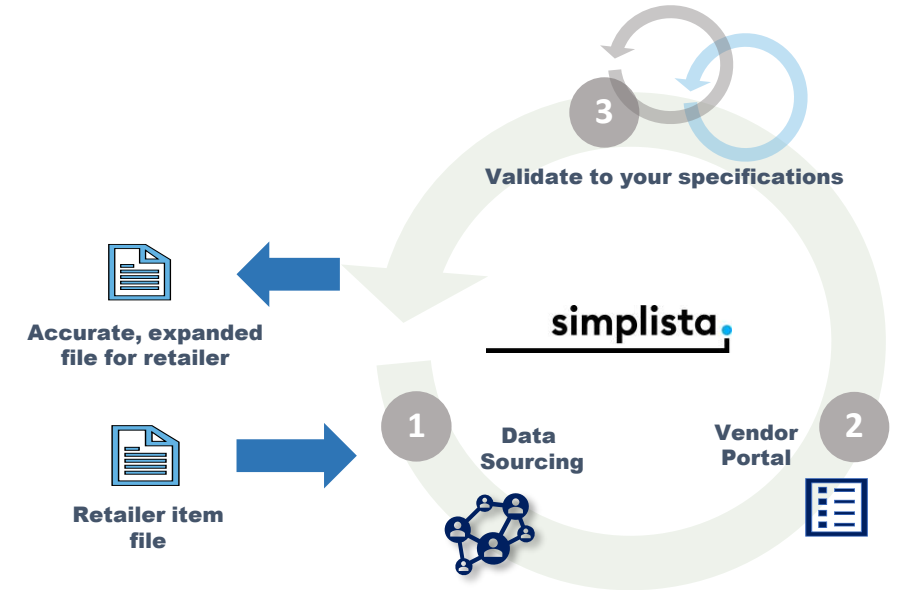 3
Validate to your specifications
Accurate, expanded
file for retailer
simplista.
1
Data
Sourcing
Vendor
Portal
2
Retailer item
file